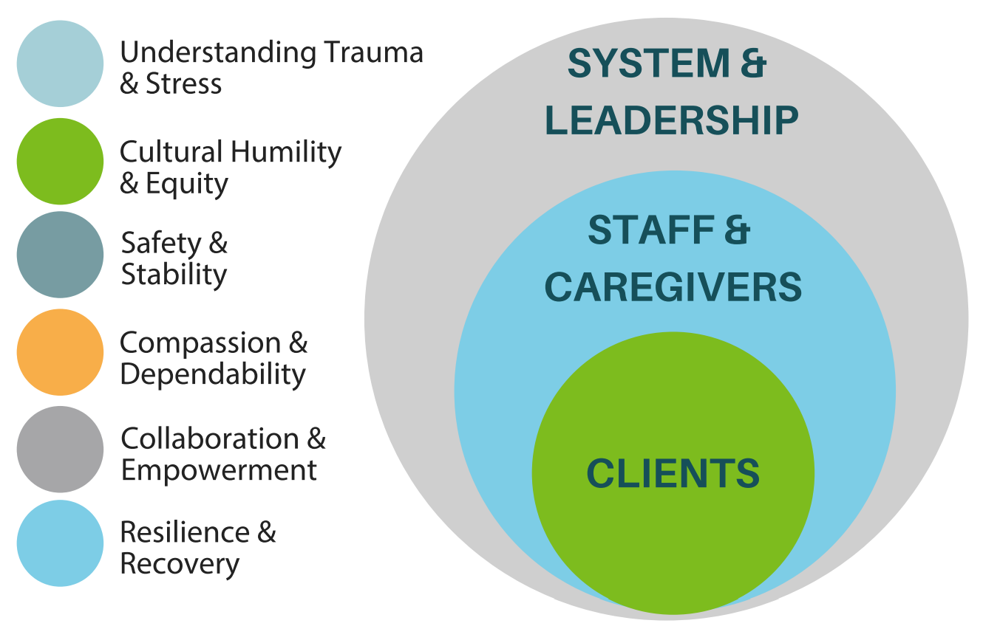 Understanding Trauma
& Stress
Cultural Humility
& Equity
Safety &
Stability
Compassion &
Dependability
Collaboration &
Empowerment
Resilience &
Recovery
SYSTEM &
LEADERSHIP
STAFF &
CAREGIVERS
CLIENTS